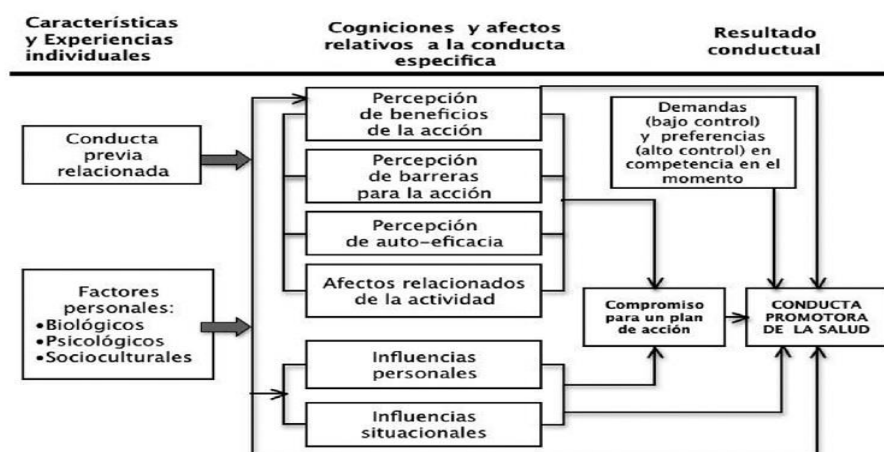 Características
y Experiencias
individuales
Cogniciones y afectos
relativos a la conducta
especifica
Resultado
conductual
Conducta
previa
relacionada
Factores
personales:
•Biológicos
•Psicológicos
•Socioculturales
Percepción
de beneficios
de la acción
Percepción
de barreras
para la acción
Percepción
de auto-eficacia
Afectos relacionados
de la actividad
Influencias
personales
Influencias
situacionales
Demandas
(bajo control)
y preferencias
(alto control) en
competencia en el
momento
Compromiso
para un plan
de acción
CONDUCTA
PROMOTORA
DE LA SALUD